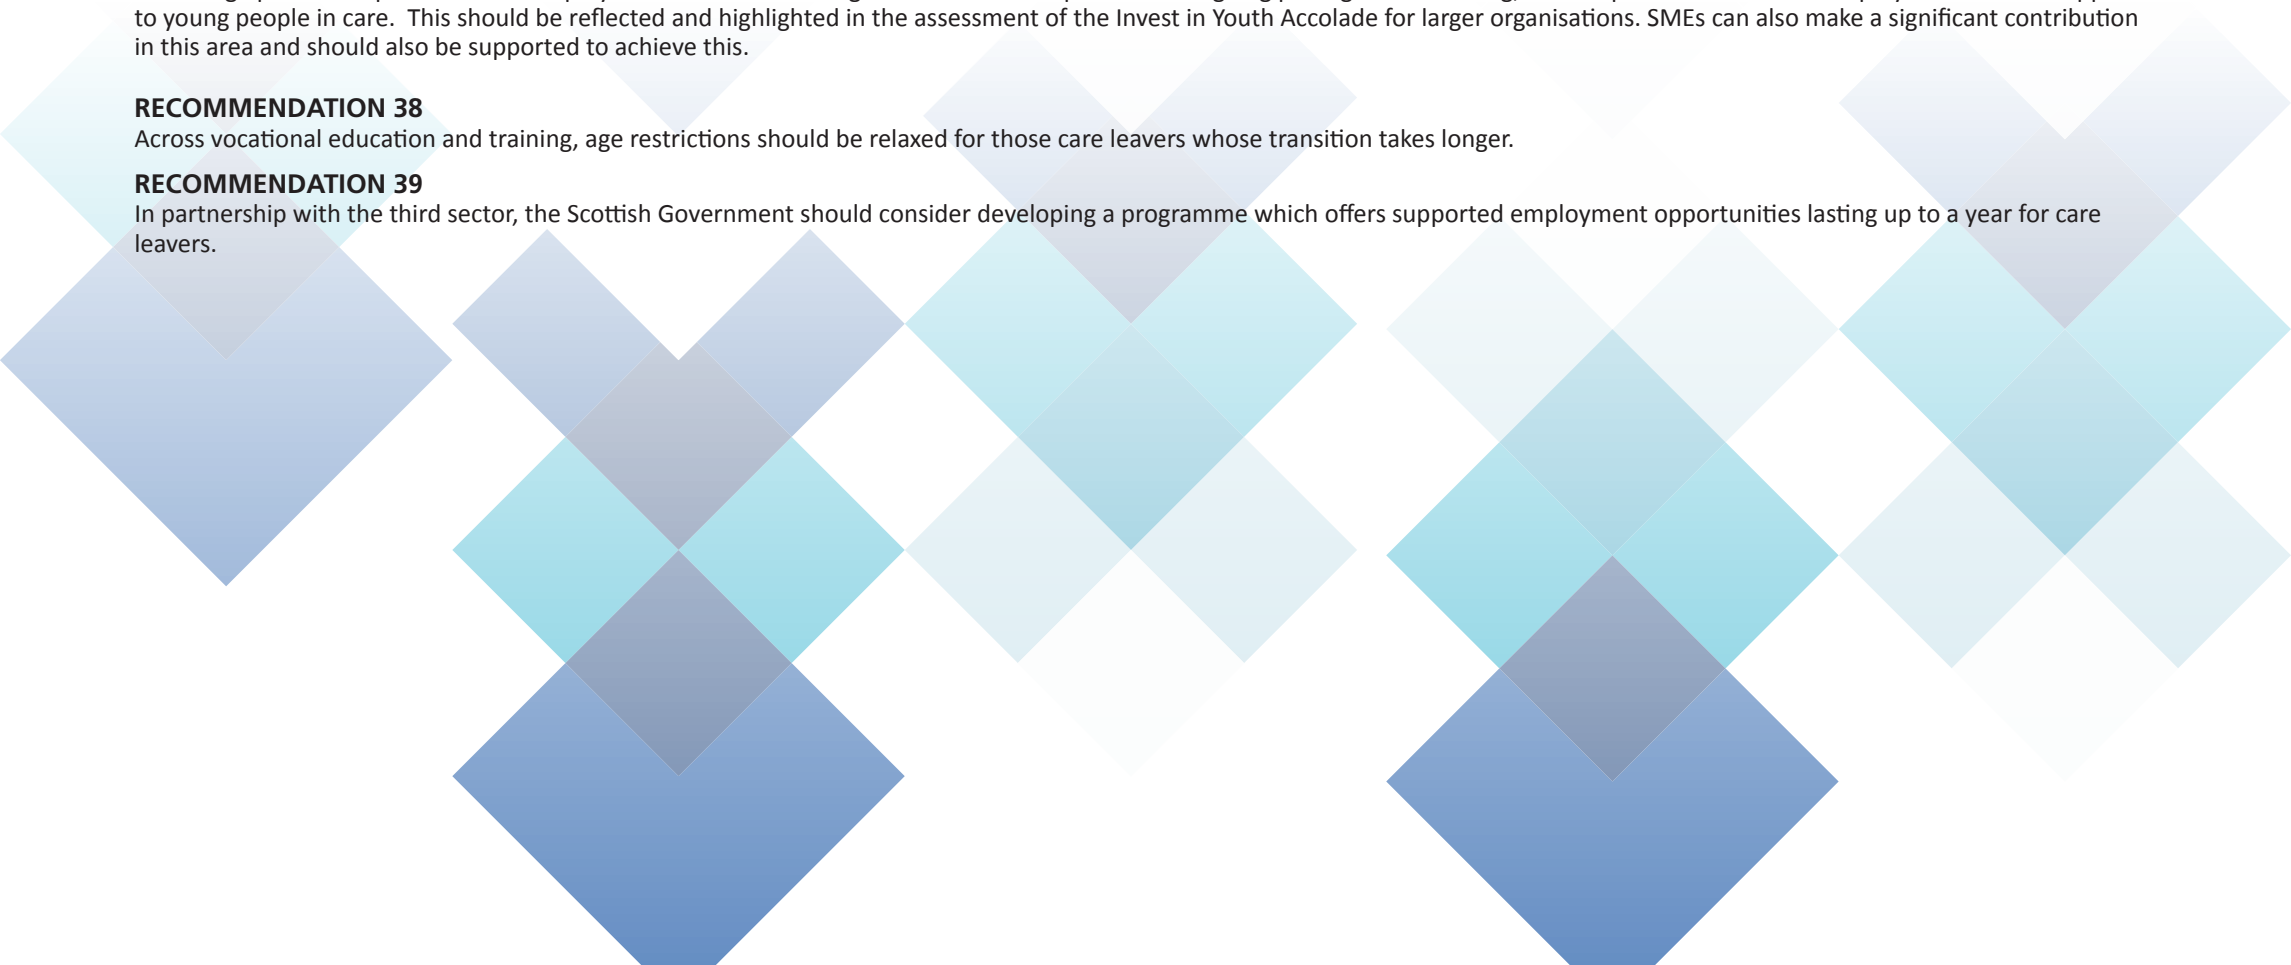 to young people in care. This should be reflected and highlighted in the assessment of the Invest in Youth Accolade for larger organisations. SMEs can also make a significant contribution
in this area and should also be supported to achieve this.
RECOMMENDATION 38
Across vocational education and training, age restrictions should be relaxed for those care leavers whose transition takes longer.
RECOMMENDATION 39
In partnership with the third sector, the Scottish Government should consider developing a programme which offers supported employment opportunities lasting up to a year for care
leavers.